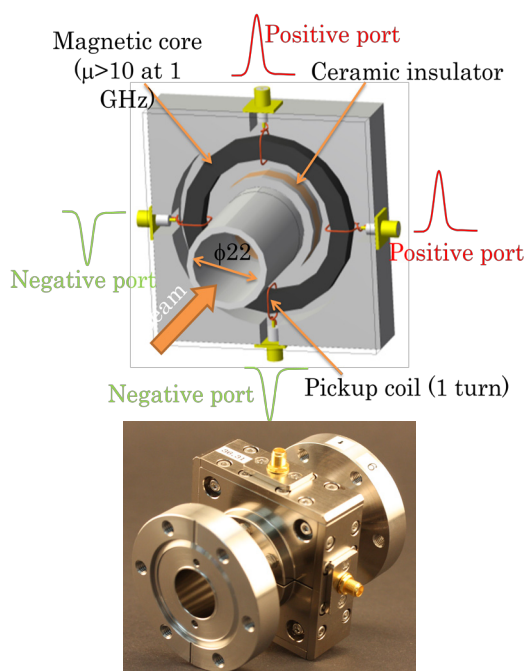 Magnetic core
(μ>10 at 1
GHz)
Positive port
Ceramic insulator
Positive port
Negative port
ϕ22
Negative port
Pickup coil (1 turn)